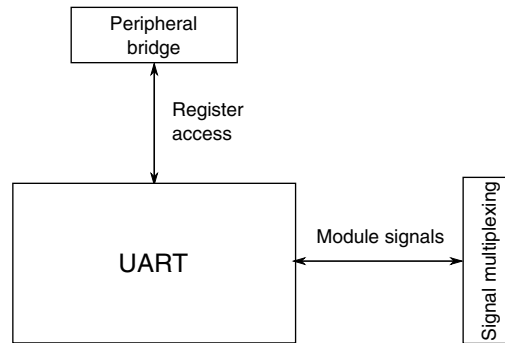 Peripheral
bridge
Register
access
UART
Module signals
Signal multiplexing